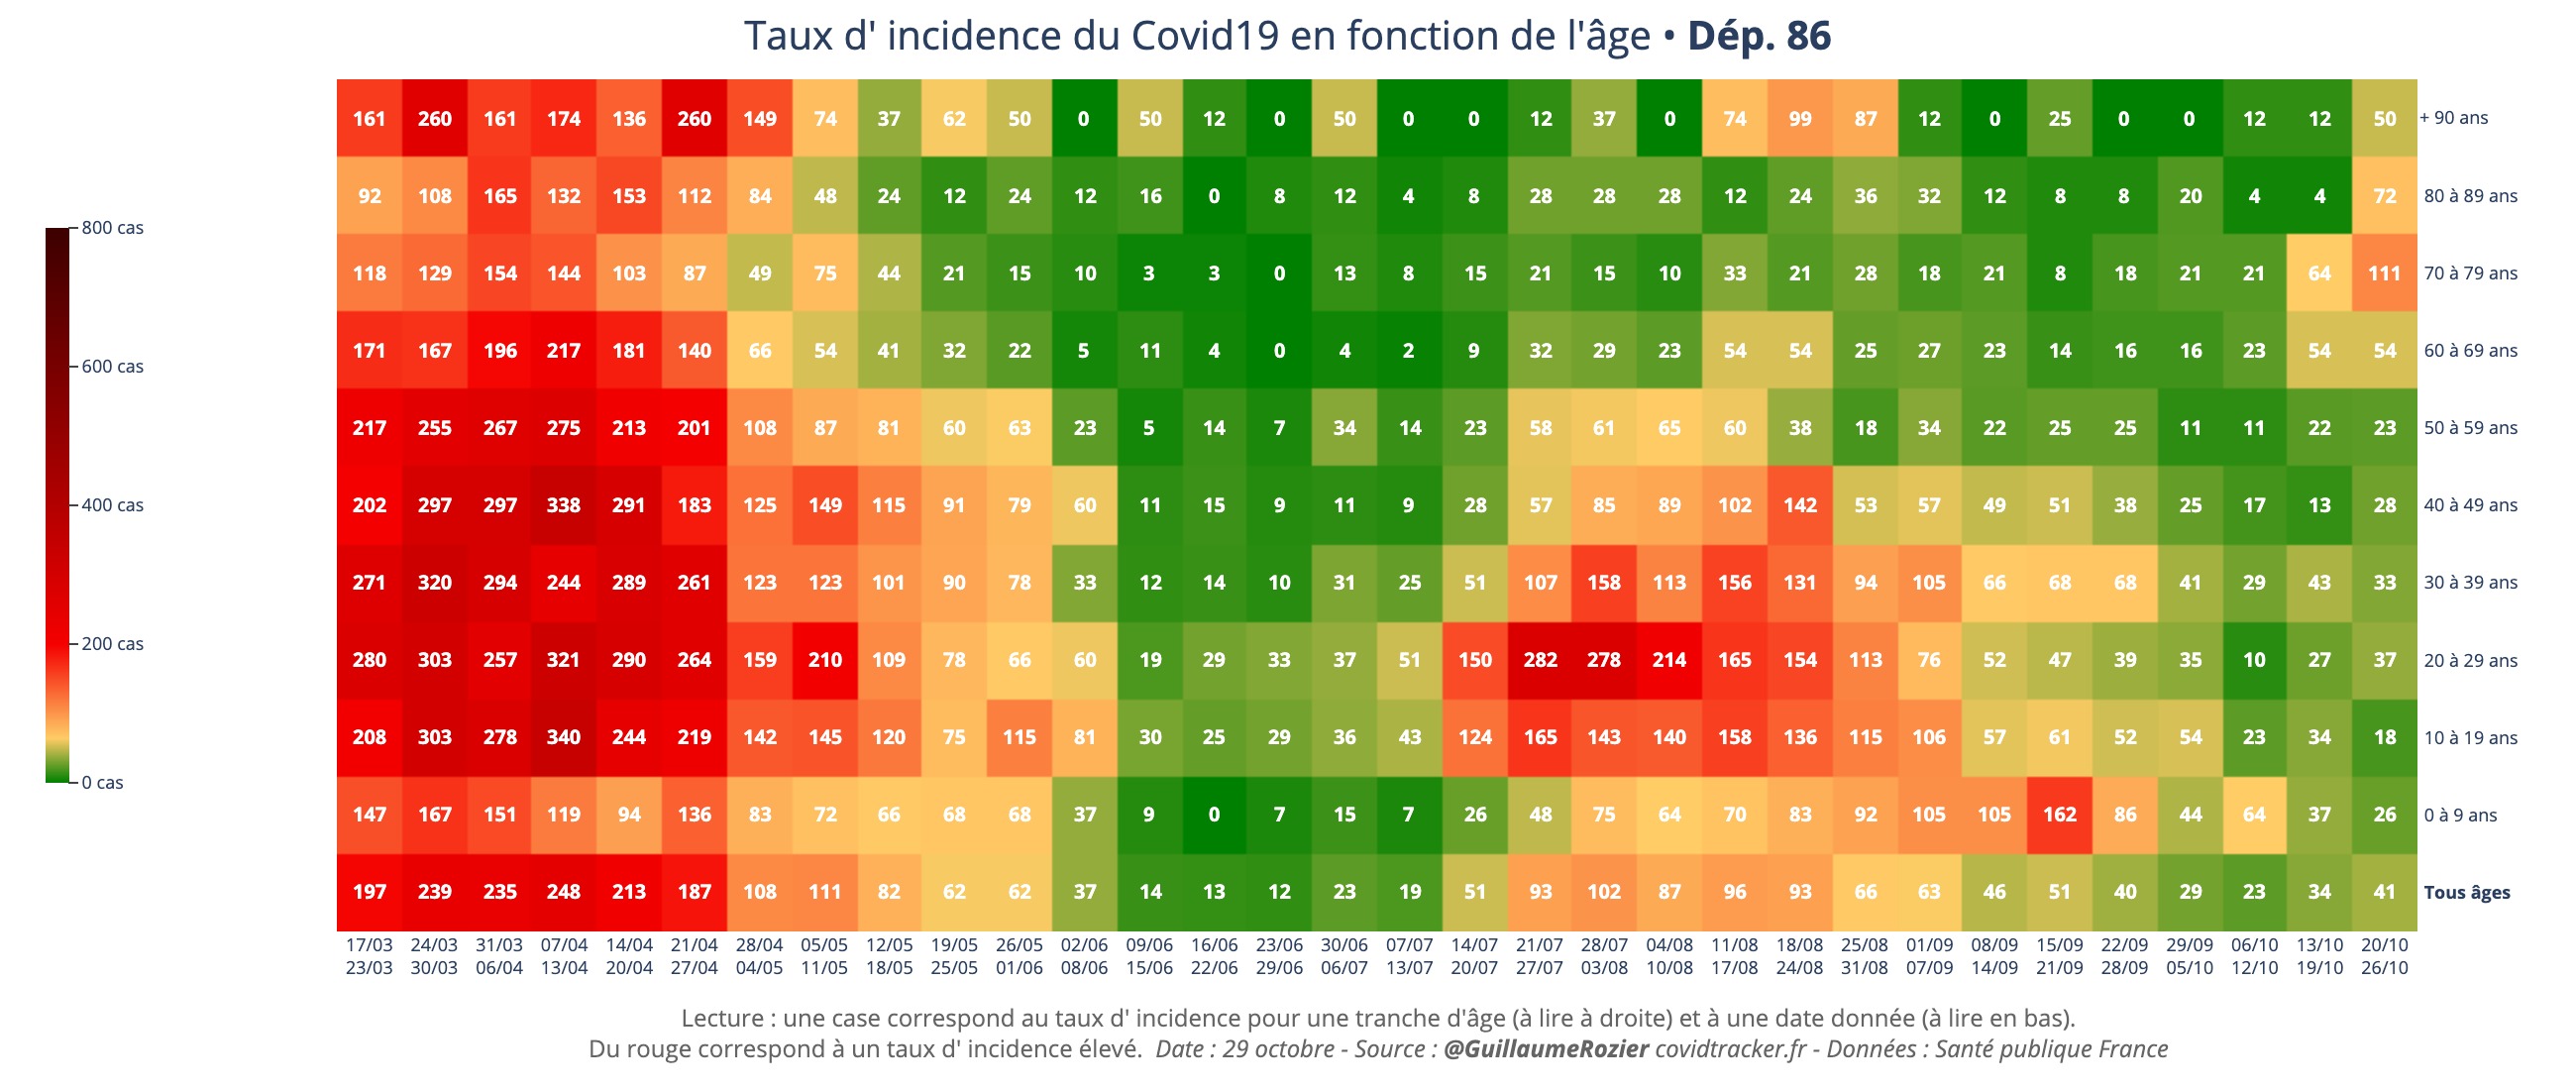 Taux d' incidence du Covid19 en fonction de l'âge • Dép. 86
800 cas
600 cas
400 cas
200 cas
0 cas
161 260 161 174 136 260 149 74 37 62 50 0 50 12 0 50 0 0 12 37 0 74 99 87 12 0 25 0 0 12 12 50 + 90 ans
92 108 165 132 153 112 84 48 24 12 24 12 16 0 8 12 4 8 28 28 28 12 24 36 32 12 8 8 20 4 4 72 80 à 89 ans
118 129 154 144 103 87 49 75 44 21 15 10 3 3 0 13 8 15 21 15 10 33 21 28 18 21 8 18 21 21 64 111 70 à 79 ans
171 167 196 217 181 140 66 54 41 32 22 5 11 4 0 4 2 9 32 29 23 54 54 25 27 23 14 16 16 23 54 54 60 à 69 ans
217 255 267 275 213 201 108 87 81 60 63 23 5 14 7 34 14 23 58 61 65 60 38 18 34 22 25 25 11 11 22 23 50 à 59 ans
202 297 297 338 291 183 125 149 115 91 79 60 11 15 9 11 9 28 57 85 89 102 142 53 57 49 51 38 25 17 13 28 40 à 49 ans
271 320 294 244 289 261 123 123 101 90 78 33 12 14 10 31 25 51 107 158 113 156 131 94 105 66 68 68 41 29 43 33 30 à 39 ans
280 303 257 321 290 264 159 210 109 78 66 60 19 29 33 37 51 150 282 278 214 165 154 113 76 52 47 39 35 10 27 37 20 à 29 ans
208 303 278 340 244 219 142 145 120 75 115 81 30 25 29 36 43 124 165 143 140 158 136 115 106 57 61 52 54 23 34 18 10 à 19 ans
147 167 151 119 94 136 83 72 66 68 68 37 9 0 7 15 7 26 48 75 64 70 83 92 105 105 162 86 44 64 37 26 0 à 9 ans
197 239 235 248 213 187 108 111 82 62 62 37 14 13 12 23 19 51 93 102 87 96 93 66 63 46 51 40 29 23 34 41 Tous âges
17/03 24/03 31/03 07/04 14/04 21/04 28/04 05/05 12/05 19/05 26/05 02/06 09/06 16/06 23/06 30/06 07/07 14/07 21/07 28/07 04/08 11/08 18/08 25/08 01/09 08/09 15/09 22/09 29/09 06/10 13/10 20/10
23/03 30/03 06/04 13/04 20/04 27/04 04/05 11/05 18/05 25/05 01/06 08/06 15/06 22/06 29/06 06/07 13/07 20/07 27/07 03/08 10/08 17/08 24/08 31/08 07/09 14/09 21/09 28/09 05/10 12/10 19/10 26/10
Lecture : une case correspond au taux d' incidence pour une tranche d'âge (à lire à droite) et à une date donnée (à lire en bas).
Du rouge correspond à un taux d' incidence élevé. Date : 29 octobre - Source : @GuillaumeRozier covidtracker.fr - Données : Santé publique France